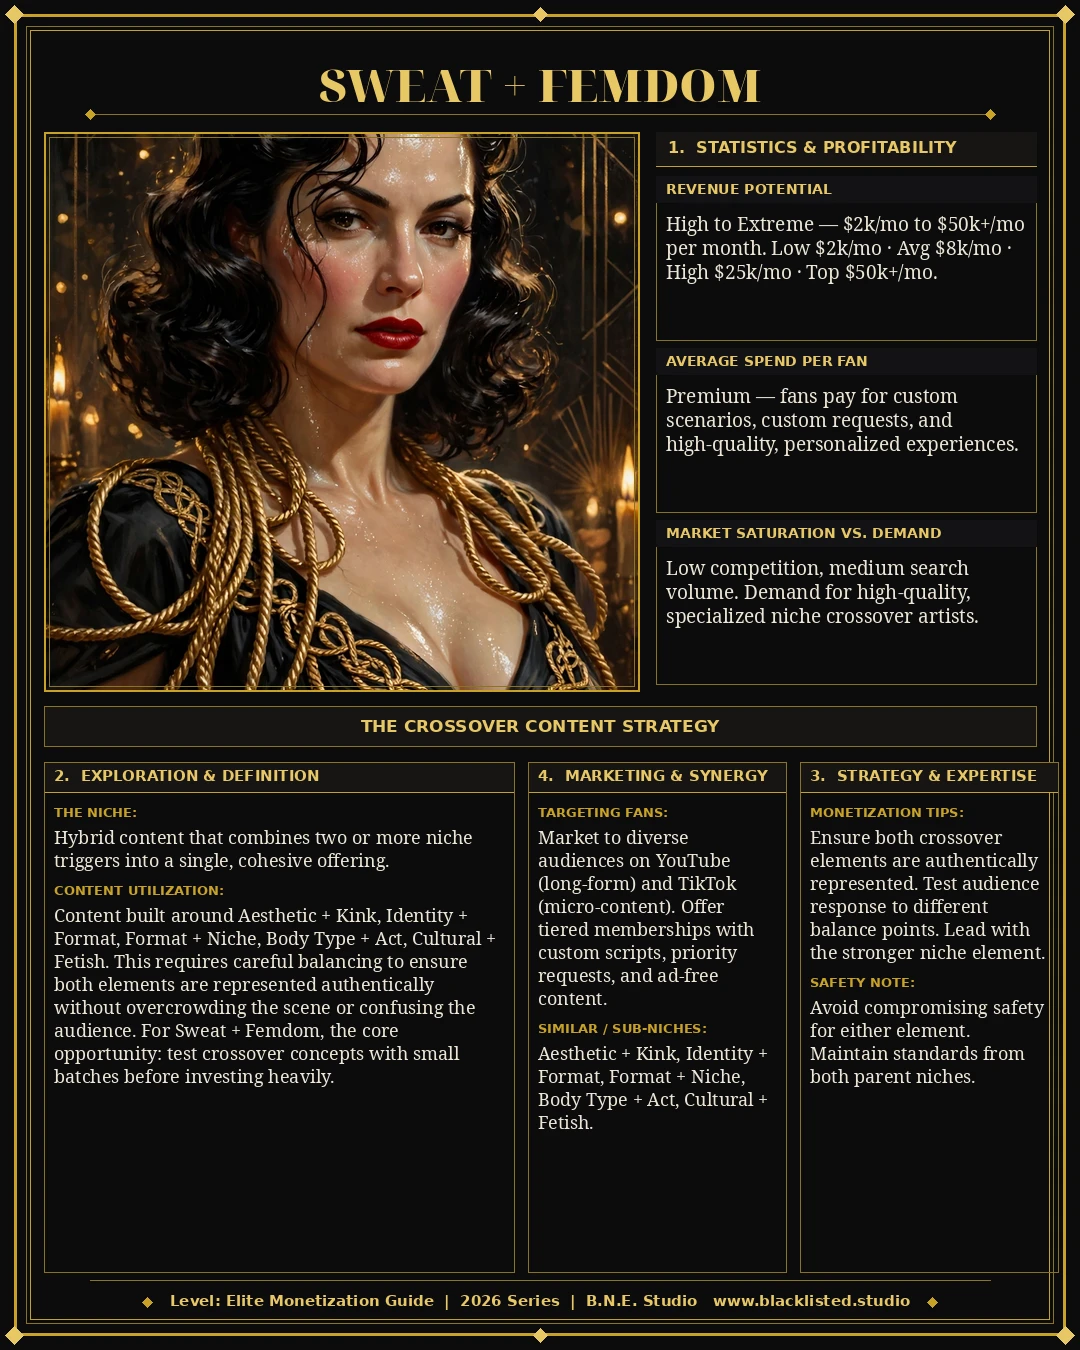 SWEAT + FEMDOM
1. STATISTICS & PROFITABILITY
REVENUE POTENTIAL
High to Extreme — $2k/mo to $50k+/mo
per month. Low $2k/mo · Avg $8k/mo ·
High $25k/mo · Top $50k+/mo.
AVERAGE SPEND PER FAN
Premium — fans pay for custom
scenarios, custom requests, and
high-quality, personalized experiences.
MARKET SATURATION VS. DEMAND
Low competition, medium search
volume. Demand for high-quality,
specialized niche crossover artists.
THE CROSSOVER CONTENT STRATEGY
2. EXPLORATION & DEFINITION
THE NICHE:
Hybrid content that combines two or more niche
triggers into a single, cohesive offering.
CONTENT UTILIZATION:
Content built around Aesthetic + Kink, Identity +
Format, Format + Niche, Body Type + Act, Cultural +
Fetish. This requires careful balancing to ensure
both elements are represented authentically
without overcrowding the scene or confusing the
audience. For Sweat + Femdom, the core
opportunity: test crossover concepts with small
batches before investing heavily.
4. MARKETING & SYNERGY
TARGETING FANS:
Market to diverse
audiences on YouTube
(long-form) and TikTok
(micro-content). Offer
tiered memberships with
custom scripts, priority
requests, and ad-free
content.
SIMILAR / SUB-NICHES:
Aesthetic + Kink, Identity +
Format, Format + Niche,
Body Type + Act, Cultural +
Fetish.
3. STRATEGY & EXPERTISE
MONETIZATION TIPS:
Ensure both crossover
elements are authentically
represented. Test audience
response to different
balance points. Lead with
the stronger niche element.
SAFETY NOTE:
Avoid compromising safety
for either element.
Maintain standards from
both parent niches.
Level: Elite Monetization Guide | 2026 Series | B.N.E. Studio www.blacklisted.studio